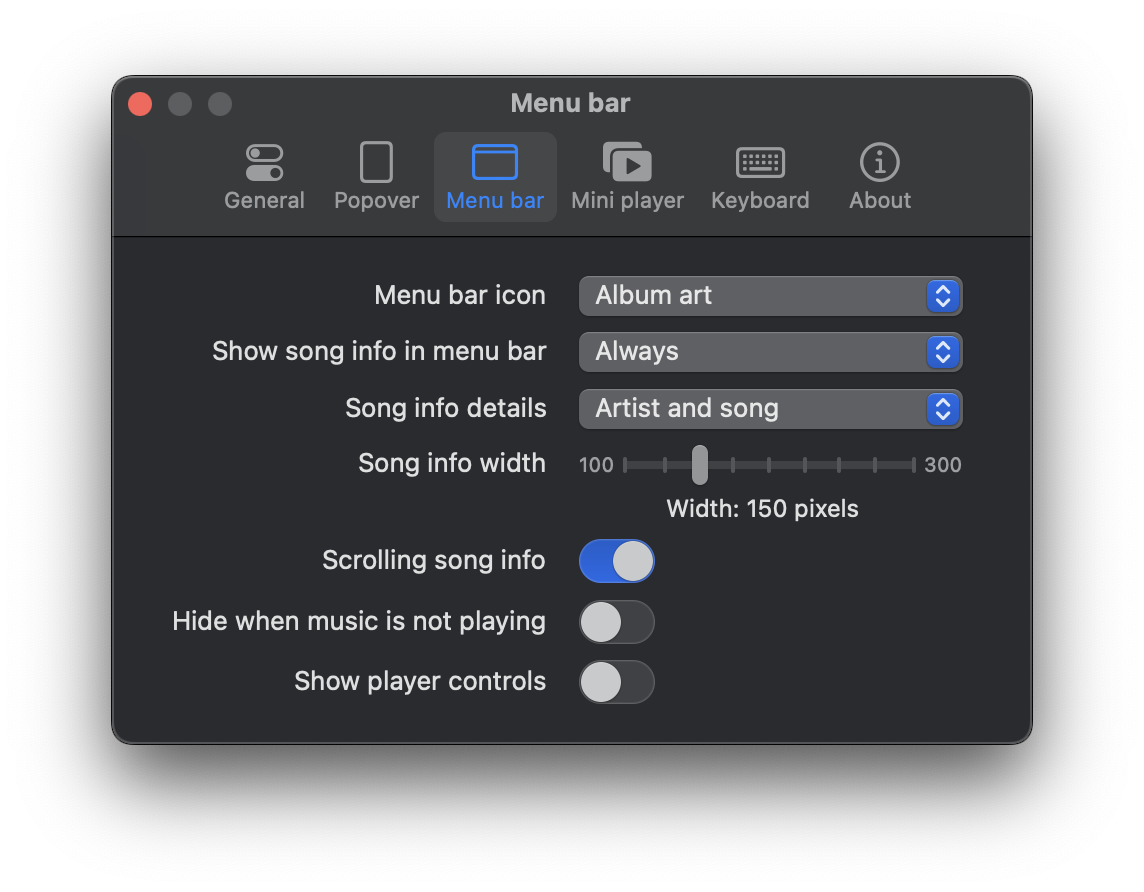 Menu bar
General Popover Menu bar Mini player Keyboard About
Menu bar icon Album art
Show song info in menu bar Always
Song info details Artist and song
Song info width 100 300
Width: 150 pixels
Scrolling song info
Hide when music is not playing
Show player controls